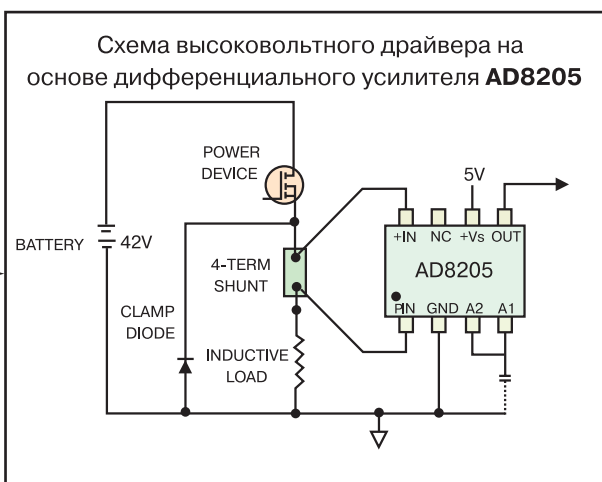 Схема высоковольтного драйвера на
основе дифференциального усилителя AD8205
POWER
DEVICE
5V
+IN NC +Vs OUT
BATTERY 42V
4-TERM
SHUNT
AD8205
CLAMP
DIODE
PIN GND A2 A1
INDUCTIVE
LOAD